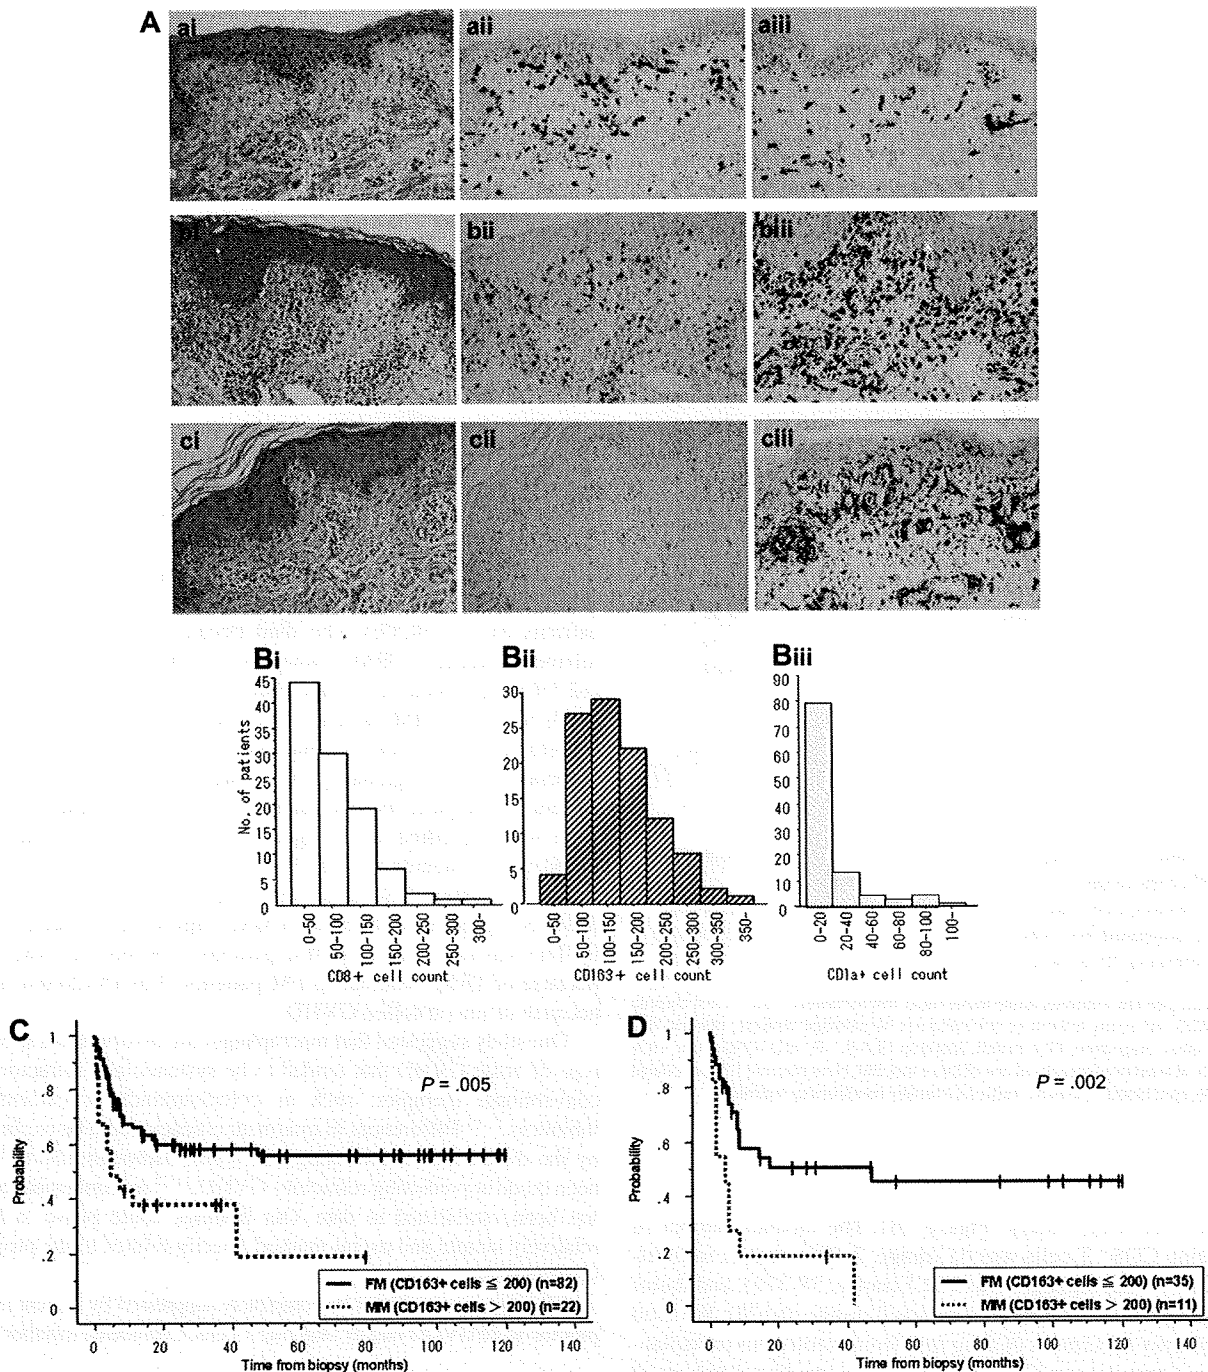 A
ai
aii
aiii
bi
bii
biii
ci
cii
ciii
Bi
Bii
Biii
45
40
35
30
25
20
15
10
5
0
No. of patients
0-50
50-100
100-150
150-200
200-250
250-300
300-
CD8+ cell count
30
25
20
15
10
5
0
0-50
50-100
100-150
150-200
200-250
250-300
300-350
350-
CD163+ cell count
90
80
70
60
50
40
30
20
10
0
0-20
20-40
40-60
60-80
80-100
100-
CD1a+ cell count
C
1
.8
.6
.4
.2
0
Probability
P = .005
FM (CD163+ cells ≦ 200) (n=82)
MM (CD163+ cells > 200) (n=22)
0 20 40 60 80 100 120 140
Time from biopsy (months)
D
1
.8
.6
.4
.2
0
Probability
P = .002
FM (CD163+ cells ≦ 200) (n=35)
MM (CD163+ cells > 200) (n=11)
0 20 40 60 80 100 120 140
Time from biopsy (months)